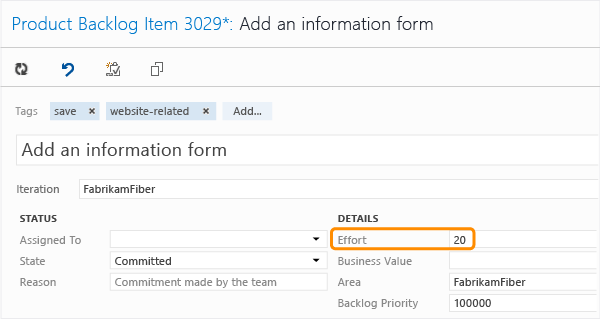 Product Backlog Item 3029*: Add an information form
Tags save × website-related × Add...
Add an information form
Iteration FabrikamFiber
STATUS DETAILS
Assigned To Effort 20
State Committed Business Value
Reason Commitment made by the team Area FabrikamFiber
Backlog Priority 100000